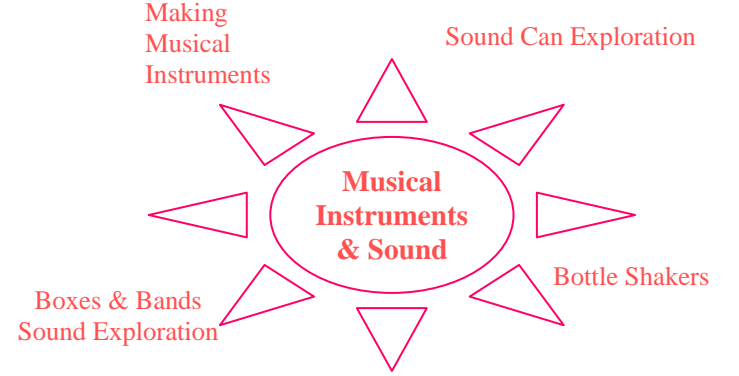 Making
Musical
Instruments
Sound Can Exploration
Musical
Instruments
& Sound
Bottle Shakers
Boxes & Bands
Sound Exploration